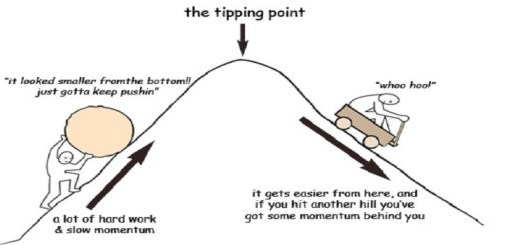 the tipping point
"it looked smaller fromthe bottom!!
just gotta keep pushin"
"whoo hoo!"
a lot of hard work
& slow momentum
it gets easier from here, and
if you hit another hill you've
got some momentum behind you